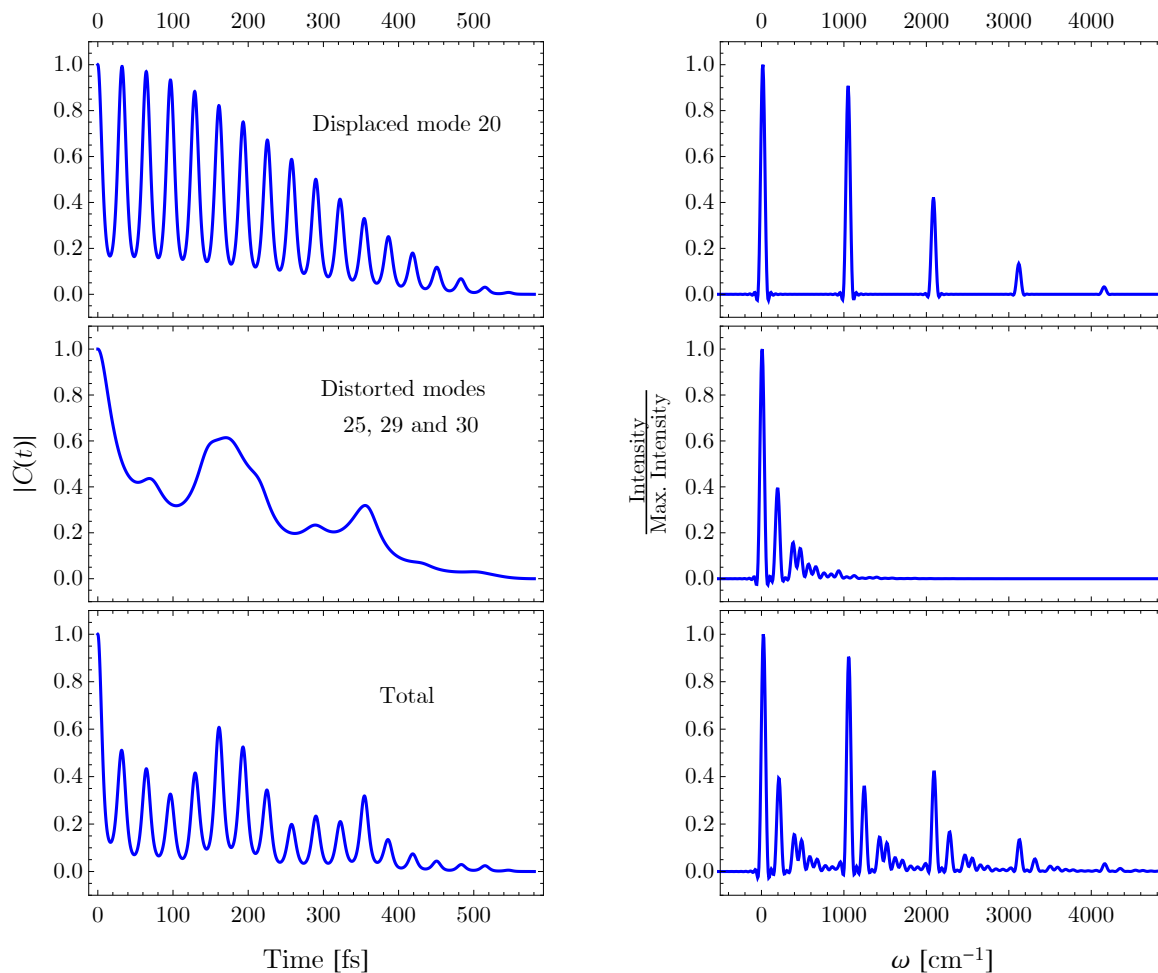 0 100 200 300 400 500
0 1000 2000 3000 4000
1.0
0.8
0.6
0.4
0.2
0.0
Displaced mode 20
1.0
0.8
0.6
0.4
0.2
0.0
|C(t)|
1.0
0.8
0.6
0.4
0.2
0.0
Distorted modes
25, 29 and 30
Intensity
Max. Intensity
1.0
0.8
0.6
0.4
0.2
0.0
1.0
0.8
0.6
0.4
0.2
0.0
Total
1.0
0.8
0.6
0.4
0.2
0.0
0 100 200 300 400 500
Time [fs]
0 1000 2000 3000 4000
ω [cm⁻¹]